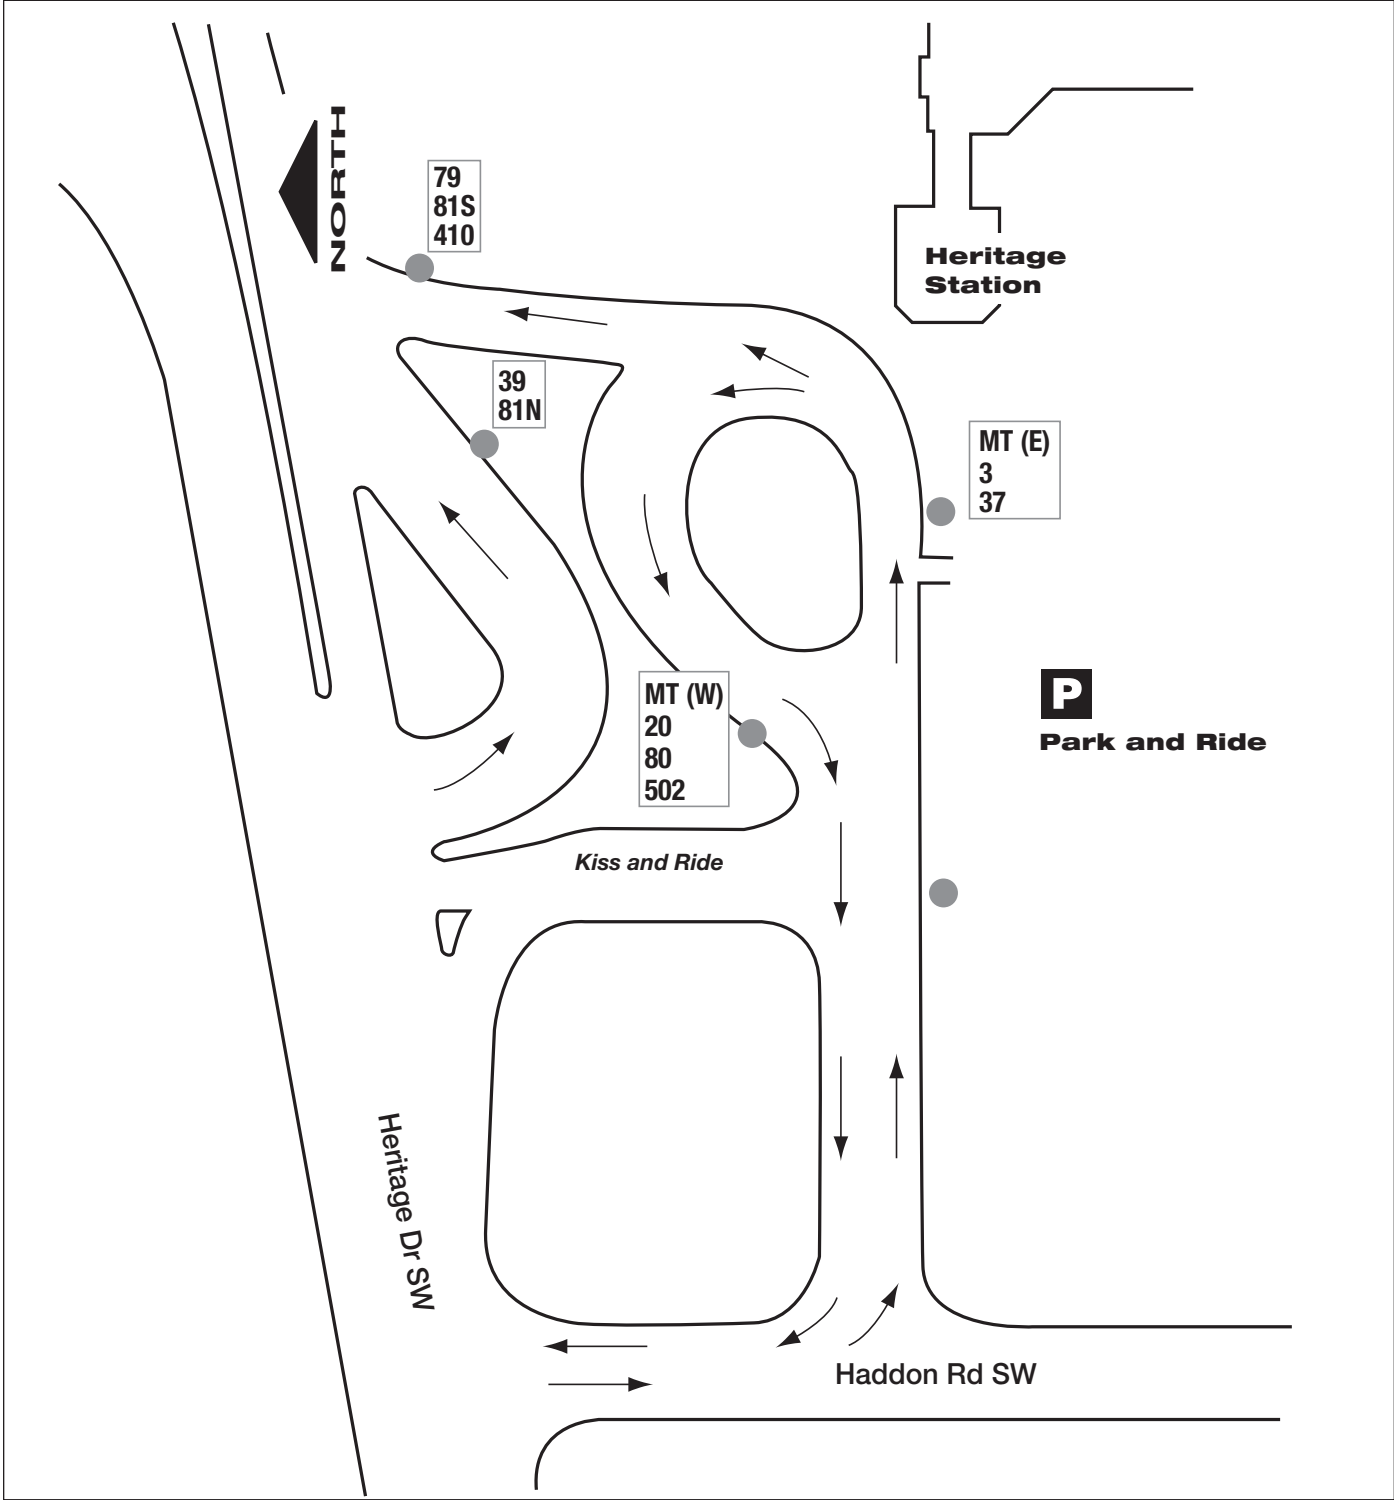 NORTH
79
81S
410
Heritage
Station
39
81N
MT (E)
3
37
MT (W)
20
80
502
P
Park and Ride
Kiss and Ride
Heritage Dr SW
Haddon Rd SW